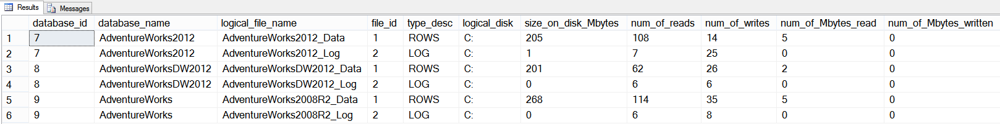 Results Messages
database_id database_name logical_file_name file_id type_desc logical_disk size_on_disk_Mbytes num_of_reads num_of_writes num_of_Mbytes_read num_of_Mbytes_written
1 7 AdventureWorks2012 AdventureWorks2012_Data 1 ROWS C: 205 108 14 5 0
2 7 AdventureWorks2012 AdventureWorks2012_Log 2 LOG C: 1 7 25 0 0
3 8 AdventureWorksDW2012 AdventureWorksDW2012_Data 1 ROWS C: 201 62 26 2 0
4 8 AdventureWorksDW2012 AdventureWorksDW2012_Log 2 LOG C: 0 6 6 0 0
5 9 AdventureWorks AdventureWorks2008R2_Data 1 ROWS C: 268 114 35 5 0
6 9 AdventureWorks AdventureWorks2008R2_Log 2 LOG C: 0 6 8 0 0